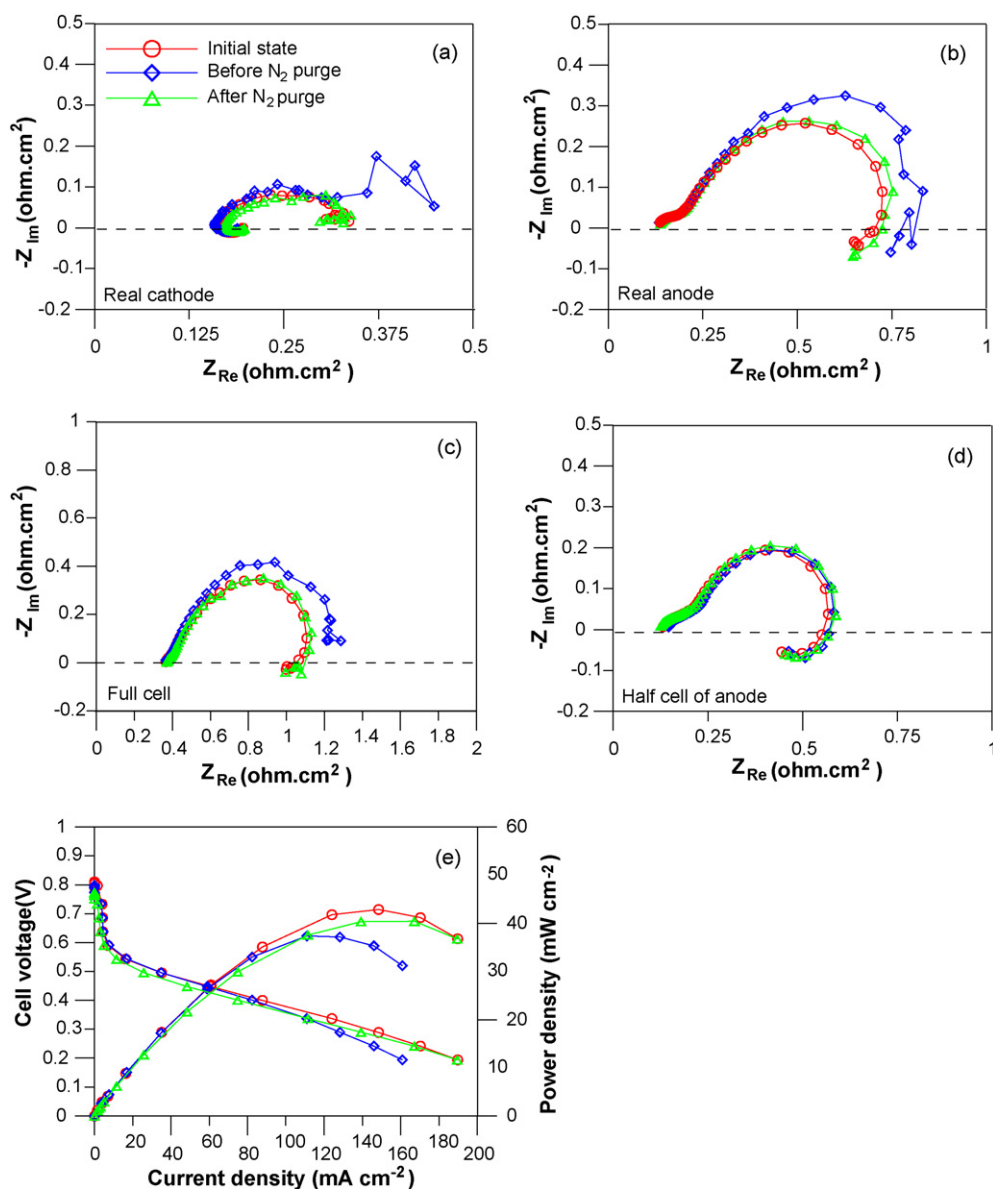 0.5
0.4
0.3
0.2
0.1
0
-0.1
-0.2
0
0.125
0.25
0.375
0.5
-Z Im (ohm.cm2)
Z Re (ohm.cm2)
(a)
Initial state
Before N2 purge
After N2 purge
Real cathode
0.5
0.4
0.3
0.2
0.1
0
-0.1
-0.2
0
0.25
0.5
0.75
1
-Z Im (ohm.cm2)
Z Re (ohm.cm2)
(b)
Real anode
1
0.8
0.6
0.4
0.2
0
-0.2
0 0.2 0.4 0.6 0.8 1 1.2 1.4 1.6 1.8 2
-Z Im (ohm.cm2)
Z Re (ohm.cm2)
(c)
Full cell
0.5
0.4
0.3
0.2
0.1
0
-0.1
-0.2
0
0.25
0.5
0.75
1
-Z Im (ohm.cm2)
Z Re (ohm.cm2)
(d)
Half cell of anode
1
0.9
0.8
0.7
0.6
0.5
0.4
0.3
0.2
0.1
0
Cell voltage(V)
60
50
40
30
20
10
0
Power density (mW cm-2)
(e)
0 20 40 60 80 100 120 140 160 180 200
Current density (mA cm-2)